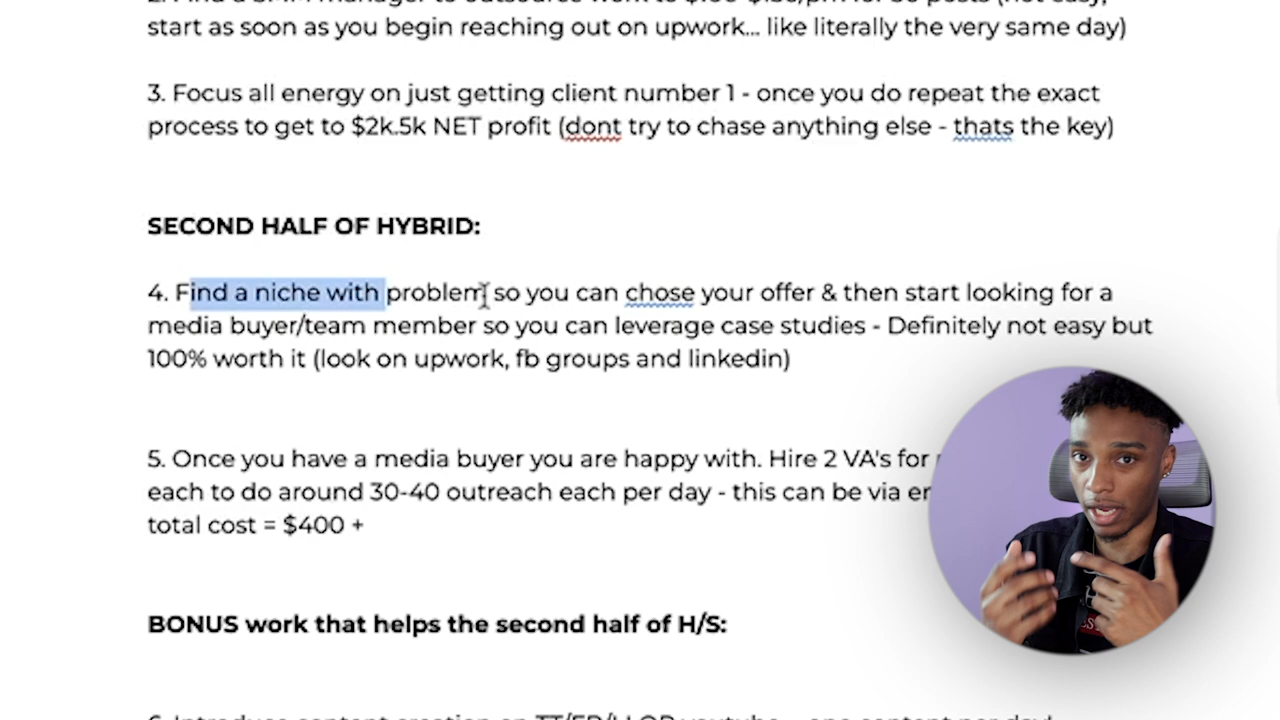 start as soon as you begin reaching out on upwork... like literally the very same day)
3. Focus all energy on just getting client number 1 - once you do repeat the exact
process to get to $2k.5k NET profit (dont try to chase anything else - thats the key)
SECOND HALF OF HYBRID:
4. Find a niche with problem so you can chose your offer & then start looking for a
media buyer/team member so you can leverage case studies - Definitely not easy but
100% worth it (look on upwork, fb groups and linkedin)
5. Once you have a media buyer you are happy with. Hire 2 VA's for
each to do around 30-40 outreach each per day - this can be via
total cost = $400 +
BONUS work that helps the second half of H/S: